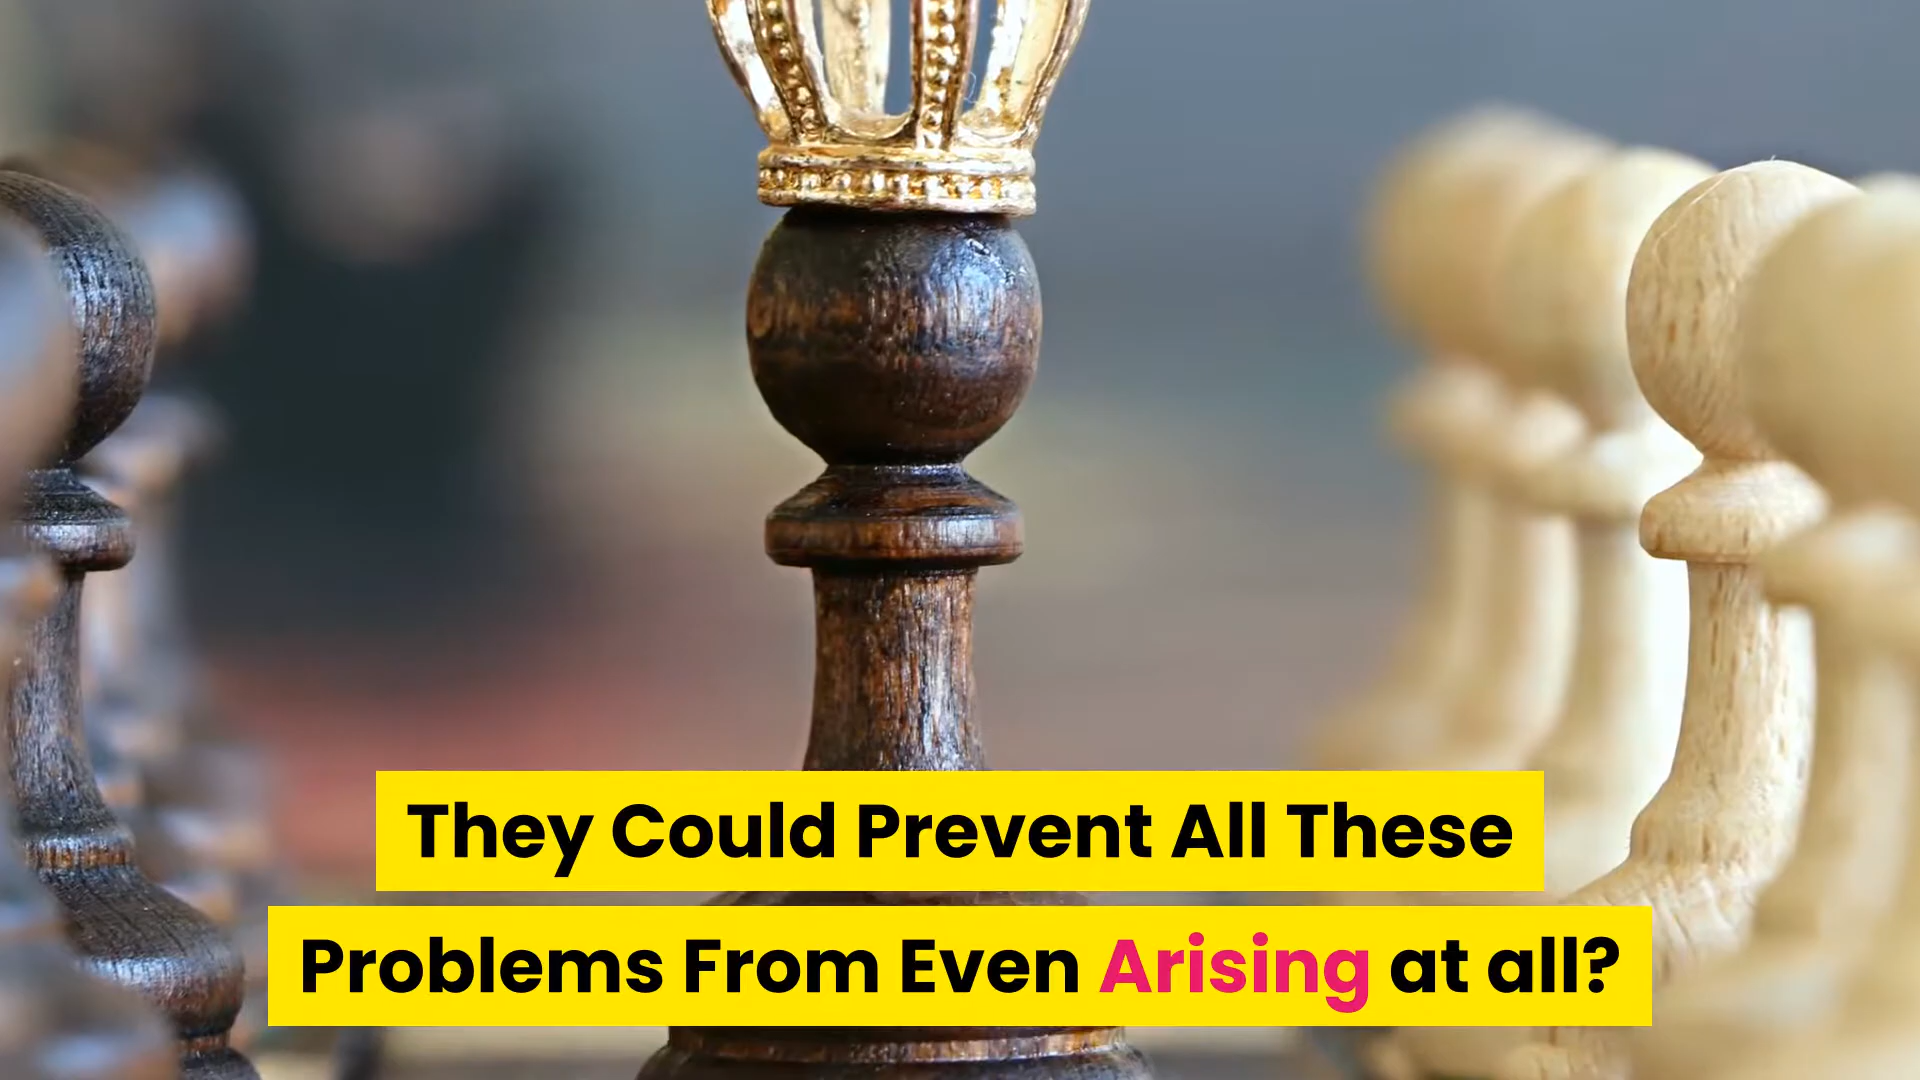 They Could Prevent All These
Problems From Even Arising at all?